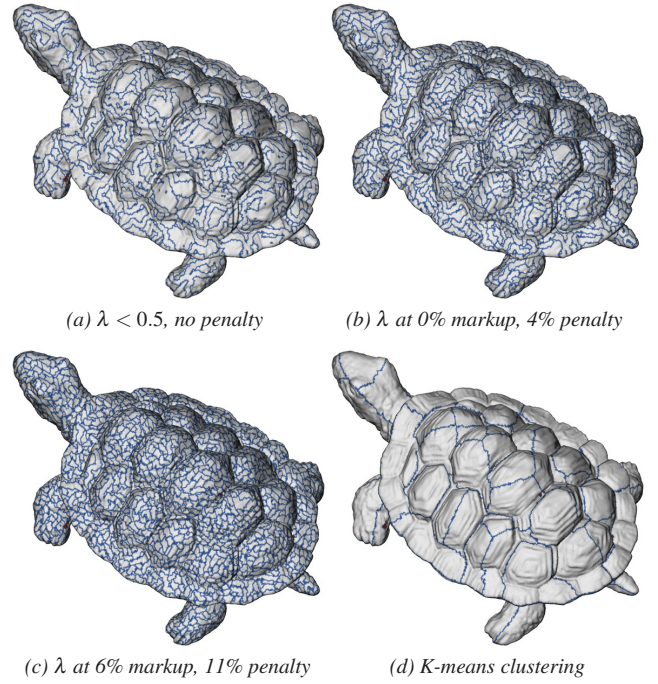 (a) λ < 0.5, no penalty
(b) λ at 0% markup, 4% penalty
(c) λ at 6% markup, 11% penalty
(d) K-means clustering